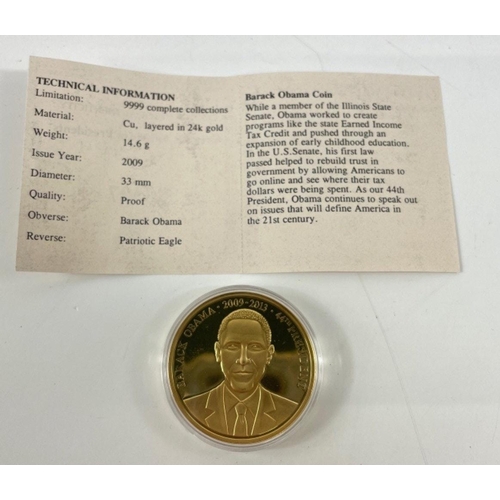 TECHNICAL INFORMATION
Limitation: 9999 complete collections
Material: Cu, layered in 24k gold
Weight: 14.6 g
Issue Year: 2009
Diameter: 33 mm
Quality: Proof
Obverse: Barack Obama
Reverse: Patriotic Eagle
Barack Obama Coin
While a member of the Illinois State
Senate, Obama worked to create
programs like the state Earned Income
Tax Credit and pushed through an
expansion of early childhood education.
In the U.S.Senate, his first law
passed helped to rebuild trust in
government by allowing Americans to
go online and see where their tax
dollars were being spent. As our 44th
President, Obama continues to speak out
on issues that will define America in
the 21st century.
BARACK OBAMA · 2009-2013 · 44TH PRESIDENT